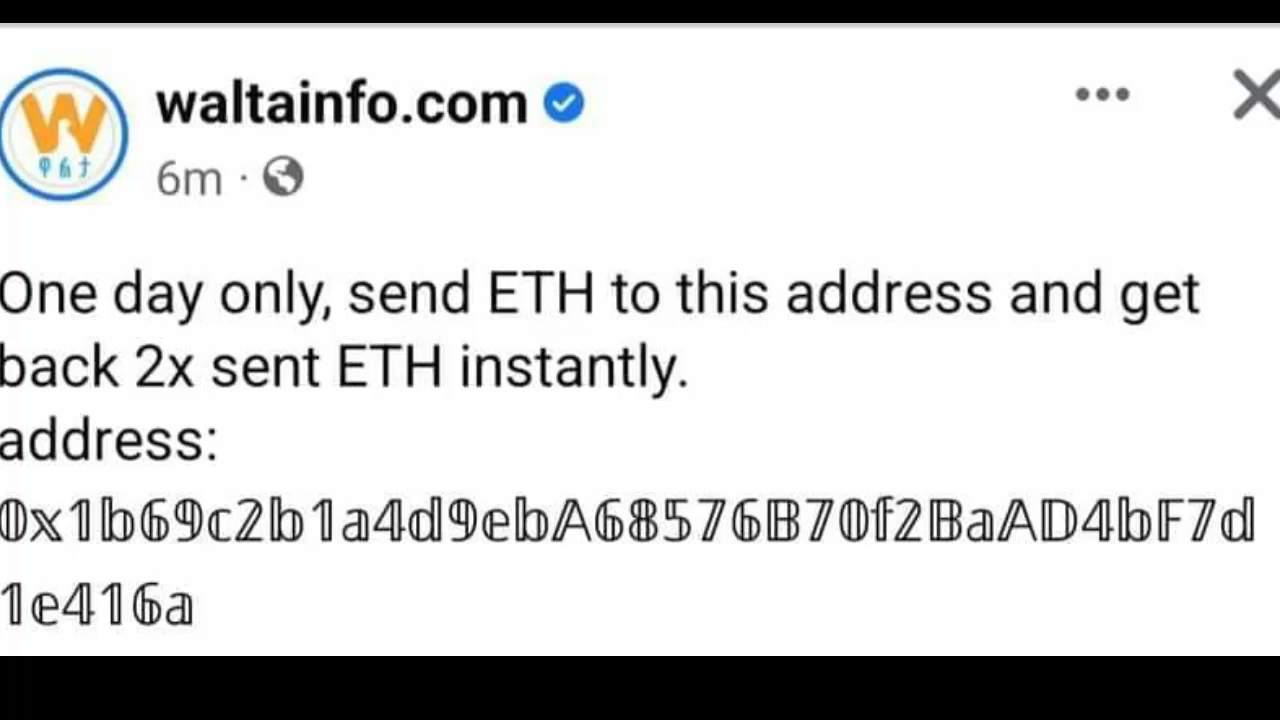 W
ዋልታ
waltainfo.com
6m ·
One day only, send ETH to this address and get
back 2x sent ETH instantly.
address:
𝟘𝕩𝟙𝕓𝟞𝟡𝕔𝟚𝕓𝟙𝕒𝟜𝕕𝟡𝕖𝕓𝔸𝟞𝟠𝟝𝟟𝟞𝔹𝟟𝟘𝕗𝟚𝔹𝕒𝔸𝔻𝟜𝕓𝔽𝟟𝕕
𝟙𝕖𝟜𝟙𝟞𝕒